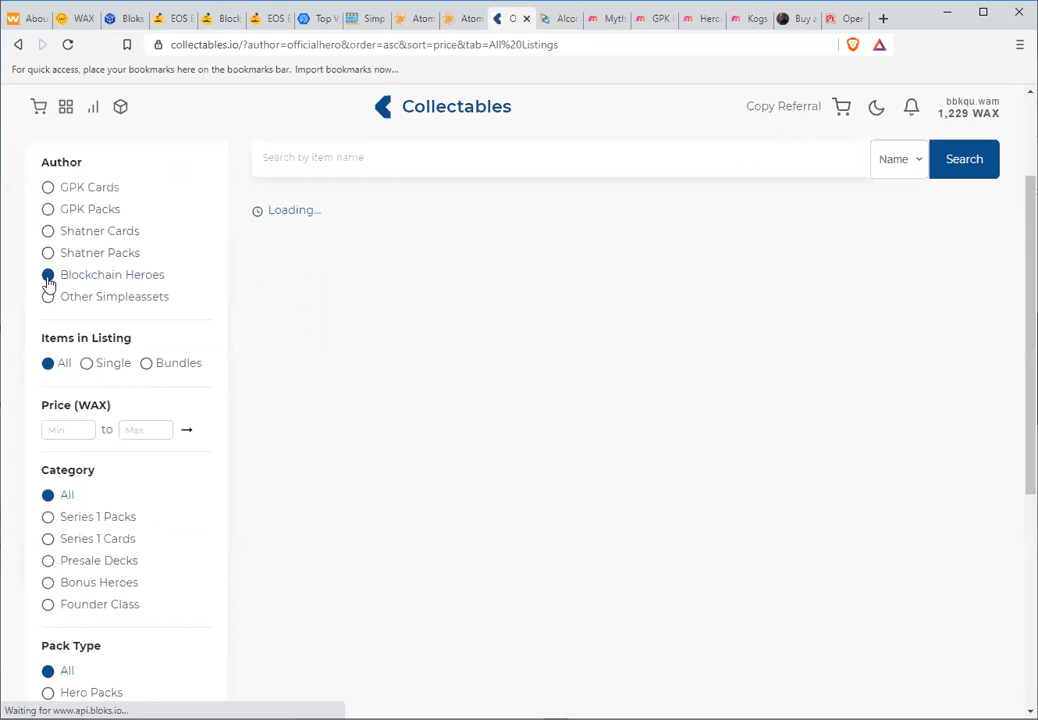 Abou
WAX
Bloks
EOS E
Block
EOS E
Top V
Simp
Atom
Atom
C
Alcor
Myth
GPK
Hero
Kogs
Buy a
Oper
collectables.io/?author=officialhero&order=asc&sort=price&tab=All%20Listings
For quick access, place your bookmarks here on the bookmarks bar. Import bookmarks now...
Collectables
Copy Referral
bbkqu.wam
1,229 WAX
Author
GPK Cards
GPK Packs
Shatner Cards
Shatner Packs
Blockchain Heroes
Other Simpleassets
Items in Listing
All Single Bundles
Price (WAX)
Min to Max
Category
All
Series 1 Packs
Series 1 Cards
Presale Decks
Bonus Heroes
Founder Class
Pack Type
All
Hero Packs
Search by item name
Name
Search
Loading...
Waiting for www.api.bloks.io...